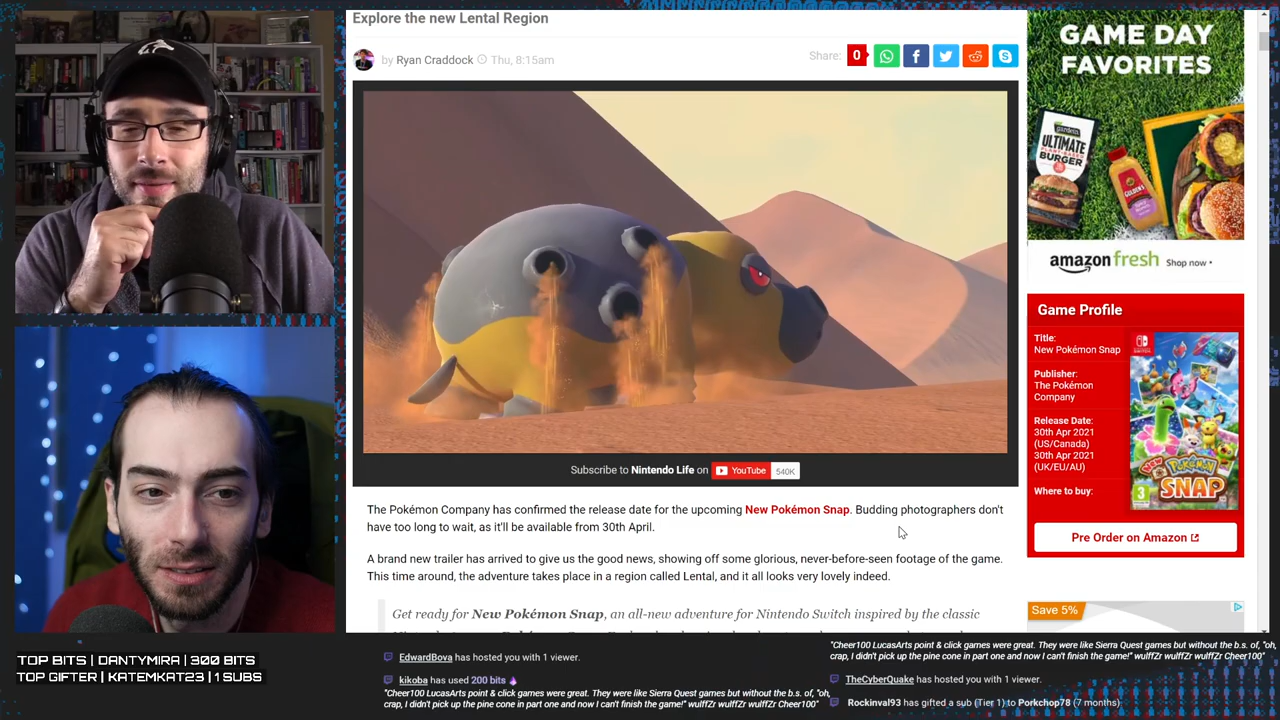 Explore the new Lental Region
by Ryan Craddock Thu, 8:15am
Share: 0
GAME DAY
FAVORITES
gardein
ULTIMATE
PLANT-BASED
BURGER
GOLDEN'S
amazonfresh Shop now
Game Profile
Title:
New Pokémon Snap
Publisher:
The Pokémon
Company
Release Date:
30th Apr 2021
(US/Canada)
30th Apr 2021
(UK/EU/AU)
Where to buy:
NEW POKÉMON
SNAP
3
Pre Order on Amazon
Save 5%
Subscribe to Nintendo Life on YouTube 540K
The Pokémon Company has confirmed the release date for the upcoming New Pokémon Snap. Budding photographers don't
have too long to wait, as it'll be available from 30th April.
A brand new trailer has arrived to give us the good news, showing off some glorious, never-before-seen footage of the game.
This time around, the adventure takes place in a region called Lental, and it all looks very lovely indeed.
Get ready for New Pokémon Snap, an all-new adventure for Nintendo Switch inspired by the classic
TOP BITS | DANTYMIRA | 300 BITS
TOP GIFTER | KATEMKAT23 | 1 SUBS
EdwardBova has hosted you with 1 viewer.
kikoba has used 200 bits
"Cheer100 LucasArts point & click games were great. They were like Sierra Quest games but without the b.s. of, "oh,
crap, I didn't pick up the pine cone in part one and now I can't finish the game!" wulffZr wulffZr Cheer100"
"Cheer100 LucasArts point & click games were great. They were like Sierra Quest games but without the b.s. of, "oh,
crap, I didn't pick up the pine cone in part one and now I can't finish the game!" wulffZr wulffZr Cheer100"
TheCyberQuake has hosted you with 1 viewer.
Rockinval93 has gifted a sub (Tier 1) to Porkchop78 (7 months)